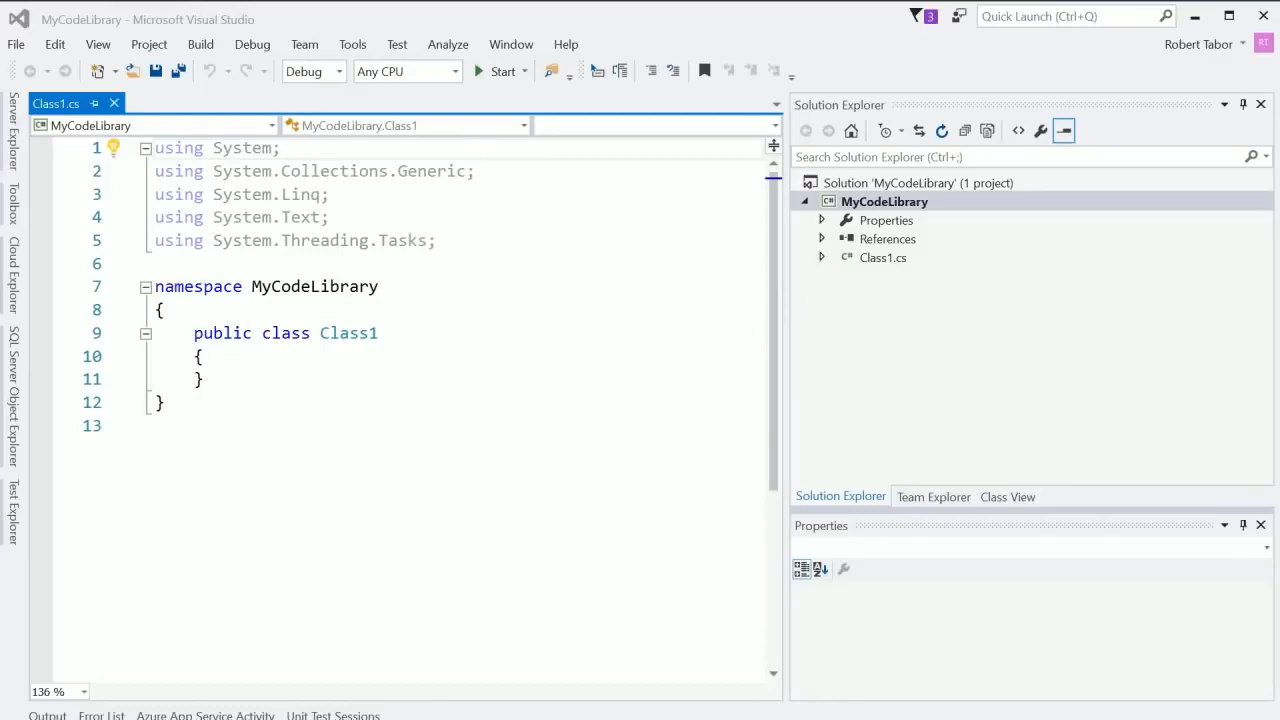 MyCodeLibrary - Microsoft Visual Studio
3
Quick Launch (Ctrl+Q)
File Edit View Project Build Debug Team Tools Test Analyze Window Help
Robert Tabor RT
Debug Any CPU Start
Server Explorer
Toolbox
Cloud Explorer
SQL Server Object Explorer
Test Explorer
Class1.cs
MyCodeLibrary MyCodeLibrary.Class1
1 using System;
2 using System.Collections.Generic;
3 using System.Linq;
4 using System.Text;
5 using System.Threading.Tasks;
6
7 namespace MyCodeLibrary
8 {
9 public class Class1
10 {
11 }
12 }
13
136 %
Solution Explorer
Search Solution Explorer (Ctrl+;)
Solution 'MyCodeLibrary' (1 project)
C# MyCodeLibrary
Properties
References
C# Class1.cs
Solution Explorer Team Explorer Class View
Properties
Output Error List Azure App Service Activity Unit Test Sessions